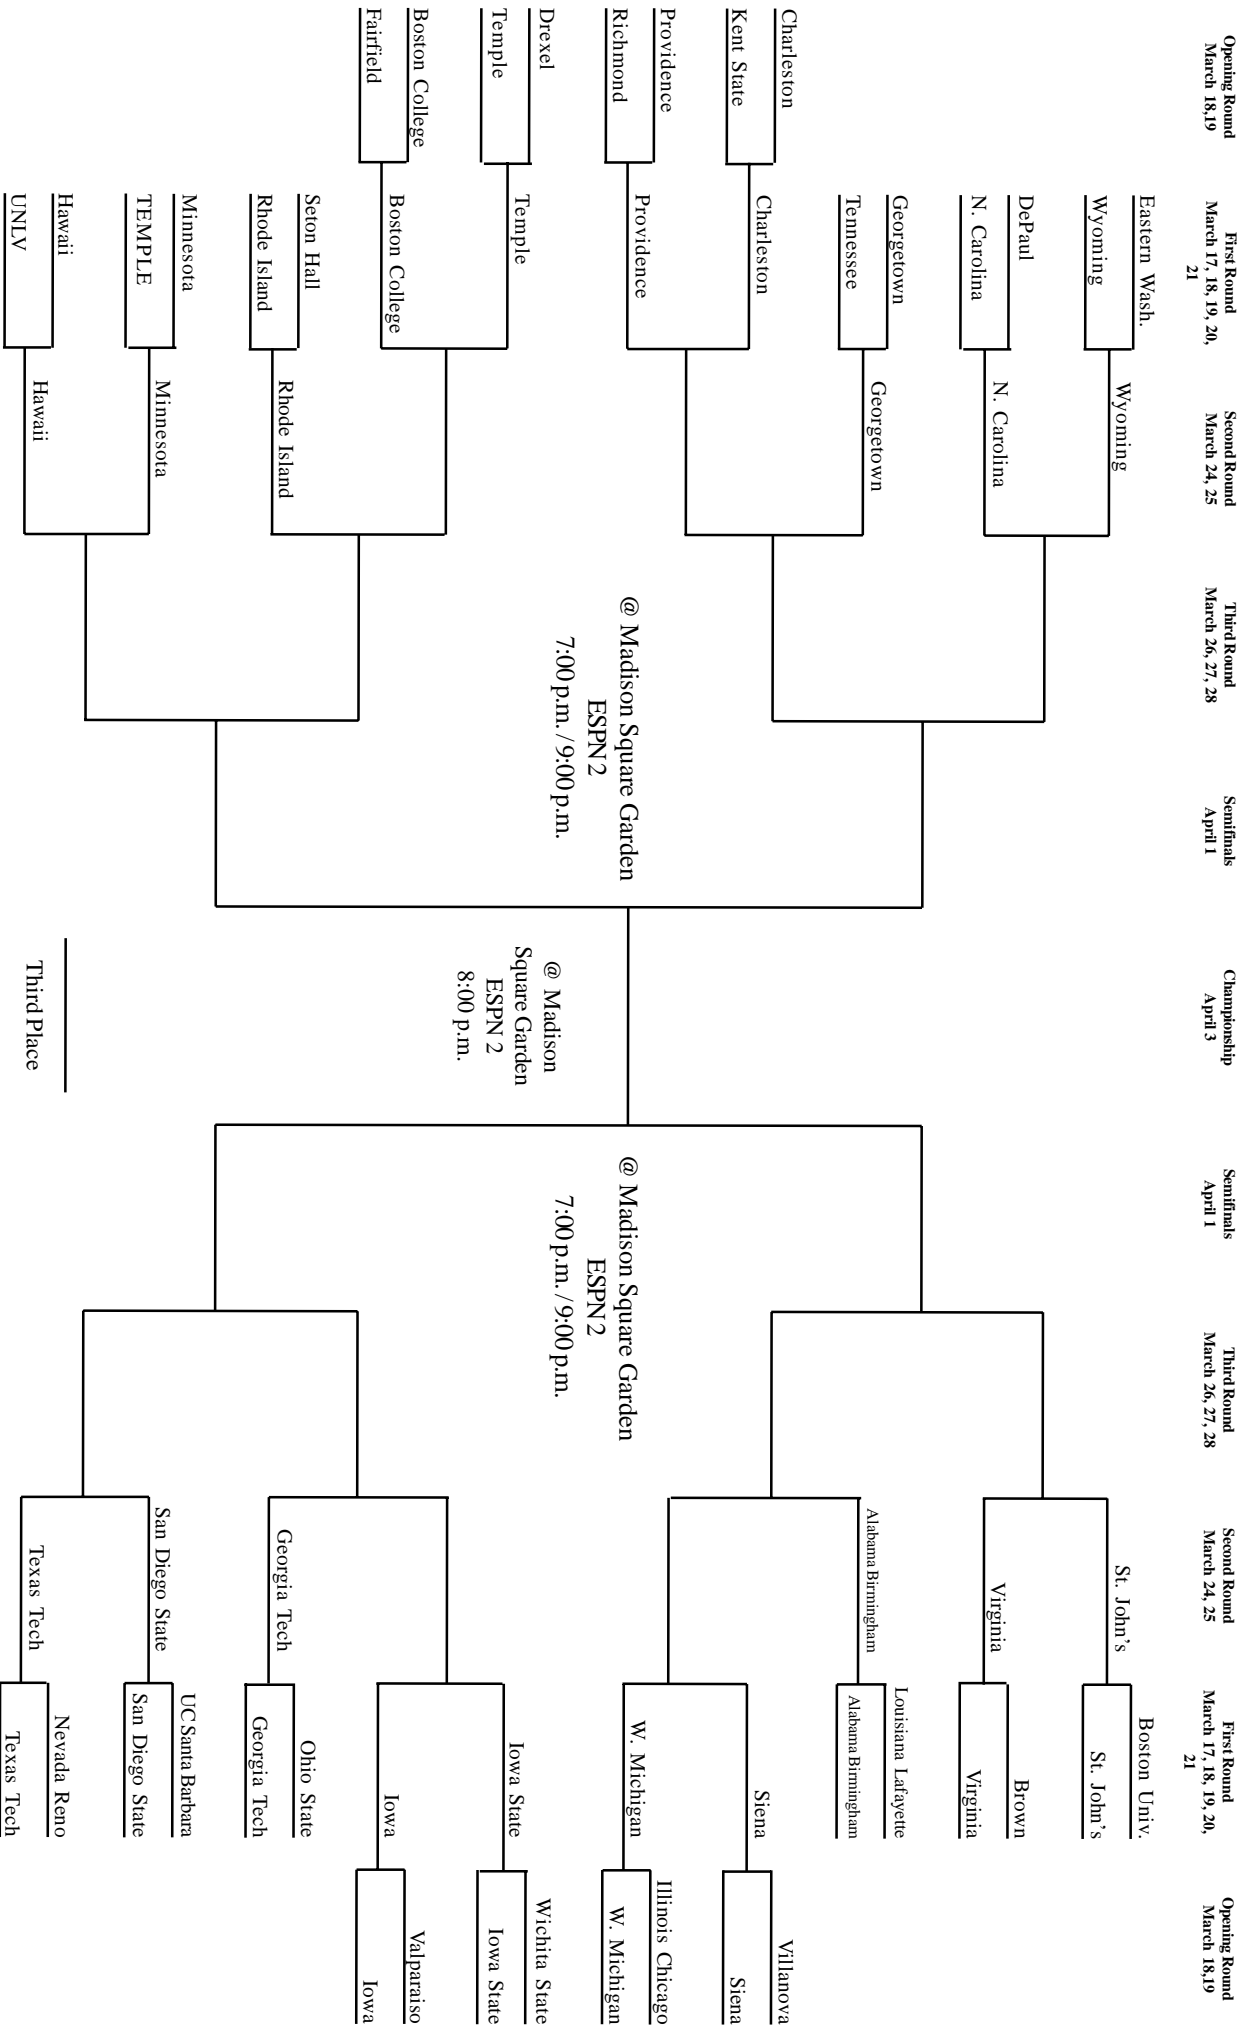 Opening Round
March 18,19
First Round
March 17, 18, 19, 20,
21
Second Round
March 24, 25
Third Round
March 26, 27, 28
Semifinals
April 1
Championship
April 3
Semifinals
April 1
Third Round
March 26, 27, 28
Second Round
March 24, 25
First Round
March 17, 18, 19, 20,
21
Opening Round
March 18,19
Eastern Wash.
Wyoming
Wyoming
DePaul
N. Carolina
N. Carolina
Georgetown
Tennessee
Georgetown
Charleston
Kent State
Charleston
Providence
Richmond
Providence
Drexel
Temple
Temple
Boston College
Fairfield
Boston College
Seton Hall
Rhode Island
Rhode Island
Minnesota
TEMPLE
Minnesota
Hawaii
UNLV
Hawaii
@ Madison Square Garden
ESPN 2
7:00 p.m. / 9:00 p.m.
@ Madison
Square Garden
ESPN 2
8:00 p.m.
Third Place
@ Madison Square Garden
ESPN 2
7:00 p.m. / 9:00 p.m.
St. John's
Boston Univ.
St. John's
Virginia
Brown
Virginia
Alabama Birmingham
Louisiana Lafayette
Alabama Birmingham
Siena
Villanova
Siena
W. Michigan
Illinois Chicago
W. Michigan
Iowa State
Wichita State
Iowa State
Iowa
Valparaiso
Iowa
Georgia Tech
Ohio State
Georgia Tech
San Diego State
UC Santa Barbara
San Diego State
Texas Tech
Nevada Reno
Texas Tech